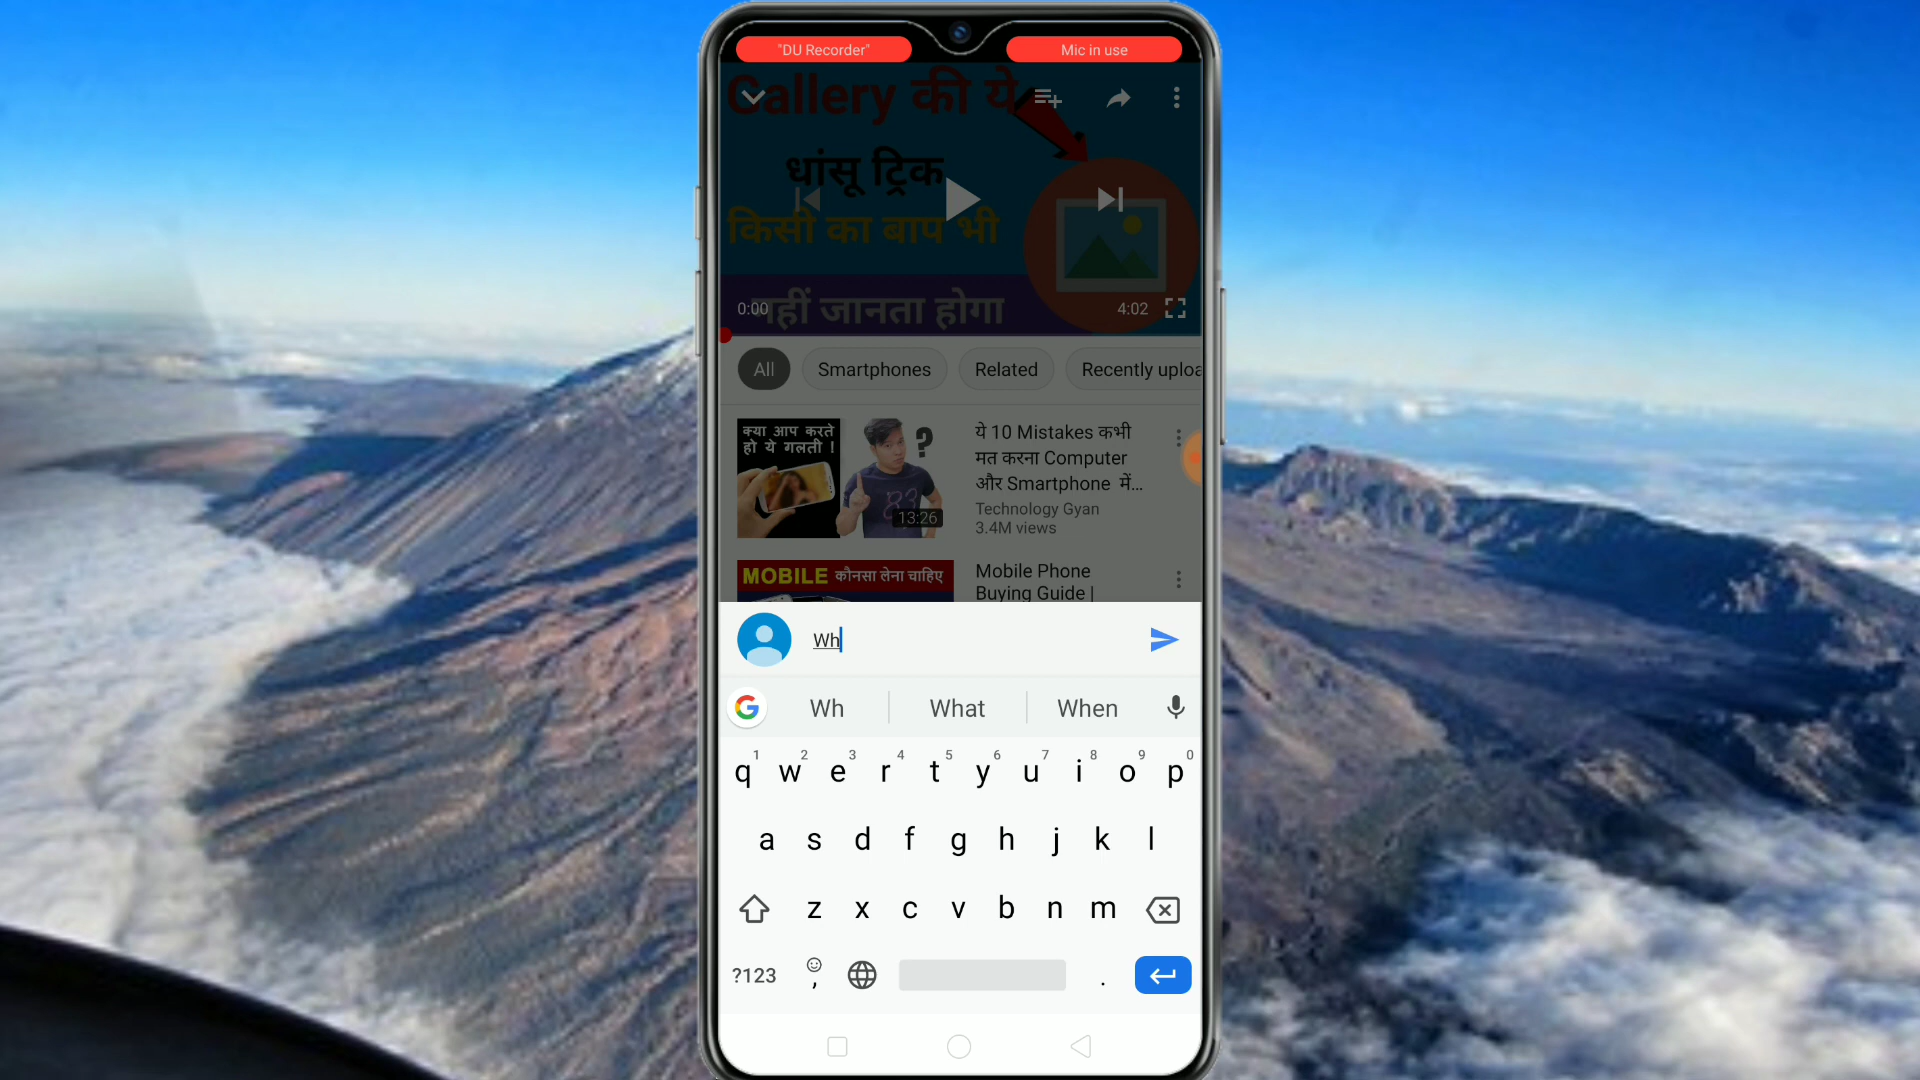 "DU Recorder"
Mic in use
Gallery की ये
धांसू ट्रिक
किसी का बाप भी
नहीं जानता होगा
0:00
4:02
All
Smartphones
Related
Recently uploa
क्या आप करते
हो ये गलती !
?
13:26
ये 10 Mistakes कभी
मत करना Computer
और Smartphone में...
Technology Gyan
3.4M views
MOBILE कौनसा लेना चाहिए
Mobile Phone
Buying Guide |
Wh
Wh
What
When
q w e r t y u i o p
1 2 3 4 5 6 7 8 9 0
a s d f g h j k l
z x c v b n m
?123
,
.